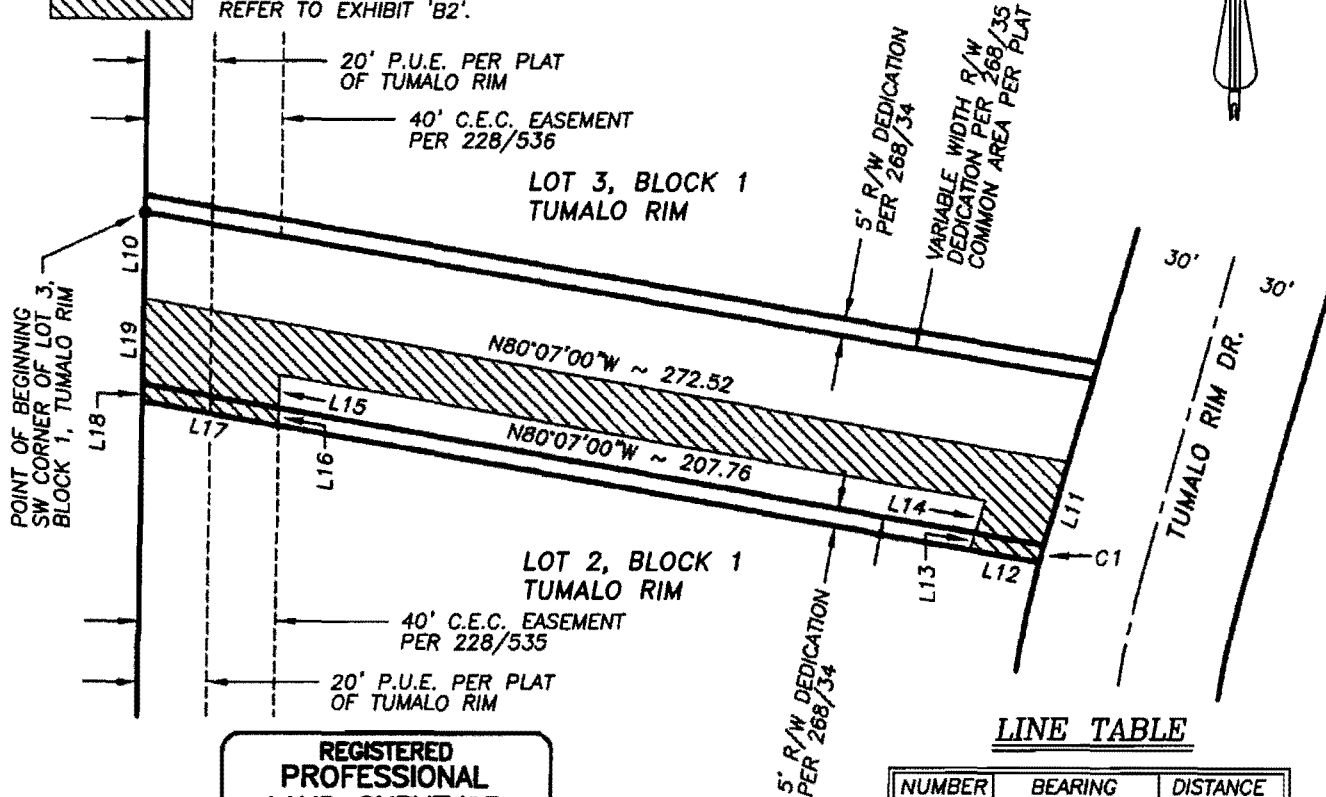 REFER TO EXHIBIT 'B2'.
20' P.U.E. PER PLAT
OF TUMALO RIM
40' C.E.C. EASEMENT
PER 228/536
LOT 3, BLOCK 1
TUMALO RIM
5' R/W DEDICATION
PER 268/34
VARIABLE WIDTH R/W
DEDICATION PER 268/35
COMMON AREA PER PLAT
30'
30'
TUMALO RIM DR.
POINT OF BEGINNING
SW CORNER OF LOT 3,
BLOCK 1, TUMALO RIM
L10
L19
L18
N80°07'00"W ~ 272.52
L15
N80°07'00"W ~ 207.76
L17
L16
L14
L11
L13
L12
C1
LOT 2, BLOCK 1
TUMALO RIM
40' C.E.C. EASEMENT
PER 228/535
20' P.U.E. PER PLAT
OF TUMALO RIM
5' R/W DEDICATION
PER 268/34
REGISTERED
PROFESSIONAL
LINE TABLE
NUMBER BEARING DISTANCE